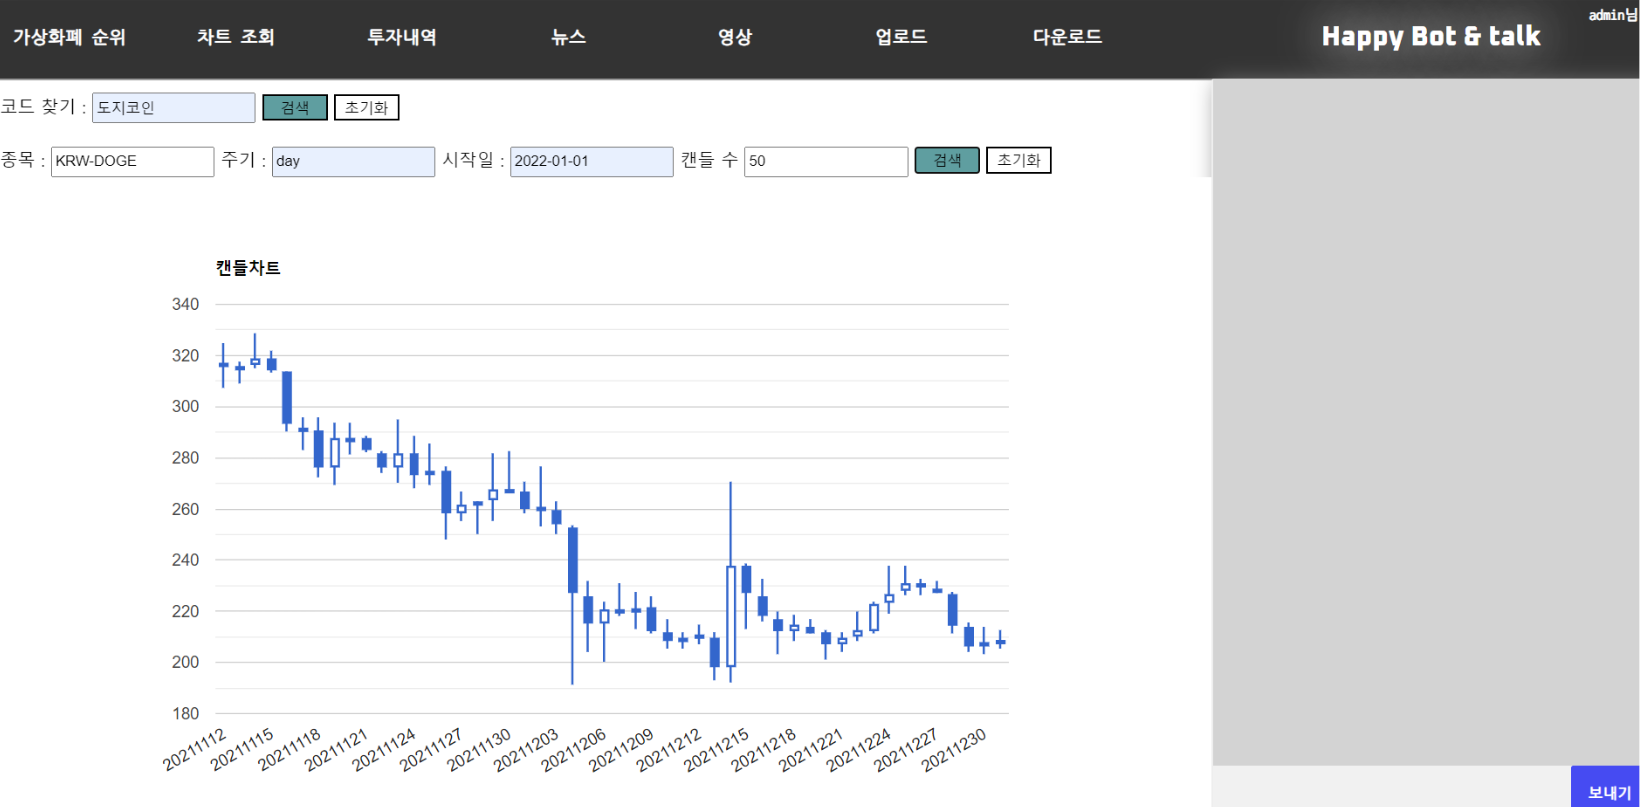 가상화폐 순위 차트 조회 투자내역 뉴스 영상 업로드 다운로드 Happy Bot & talk admin님
코드 찾기 : 도지코인 검색 초기화
종목 : KRW-DOGE 주기 : day 시작일 : 2022-01-01 캔들 수 50 검색 초기화
캔들차트
340
320
300
280
260
240
220
200
180
20211112 20211115 20211118 20211121 20211124 20211127 20211130 20211203 20211206 20211209 20211212 20211215 20211218 20211221 20211224 20211227 20211230
보내기